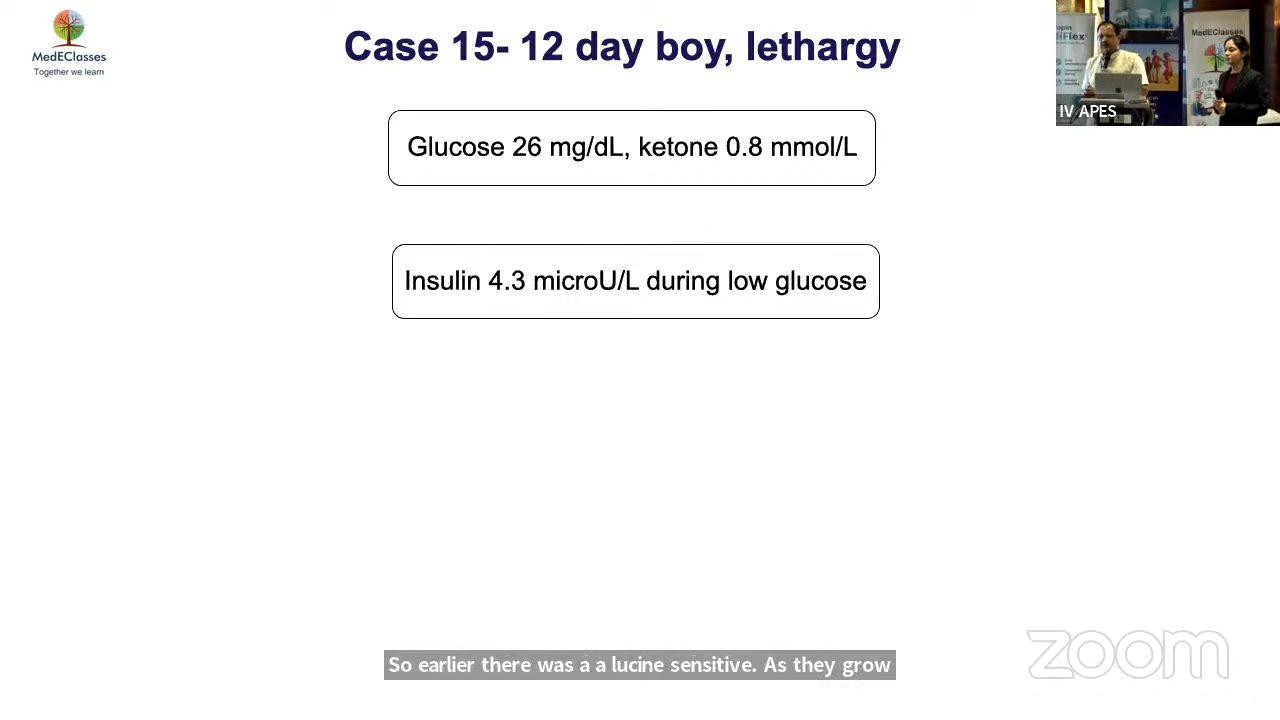 MedEClasses
Together we learn
Case 15- 12 day boy, lethargy
MedEClasses
IV APES
Glucose 26 mg/dL, ketone 0.8 mmol/L
Insulin 4.3 microU/L during low glucose
So earlier there was a a lucine sensitive. As they grow
zoom